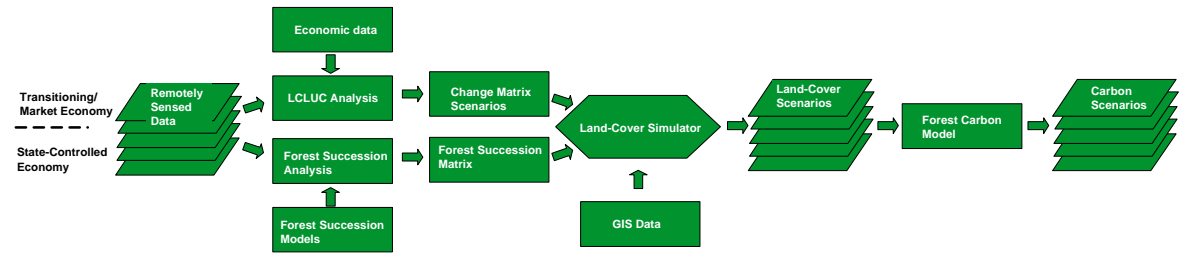 Economic data
Transitioning/
Market Economy
State-Controlled
Economy
Remotely
Sensed
Data
LCLUC Analysis
Forest Succession
Analysis
Forest Succession
Models
Change Matrix
Scenarios
Forest Succession
Matrix
Land-Cover Simulator
GIS Data
Land-Cover
Scenarios
Forest Carbon
Model
Carbon
Scenarios